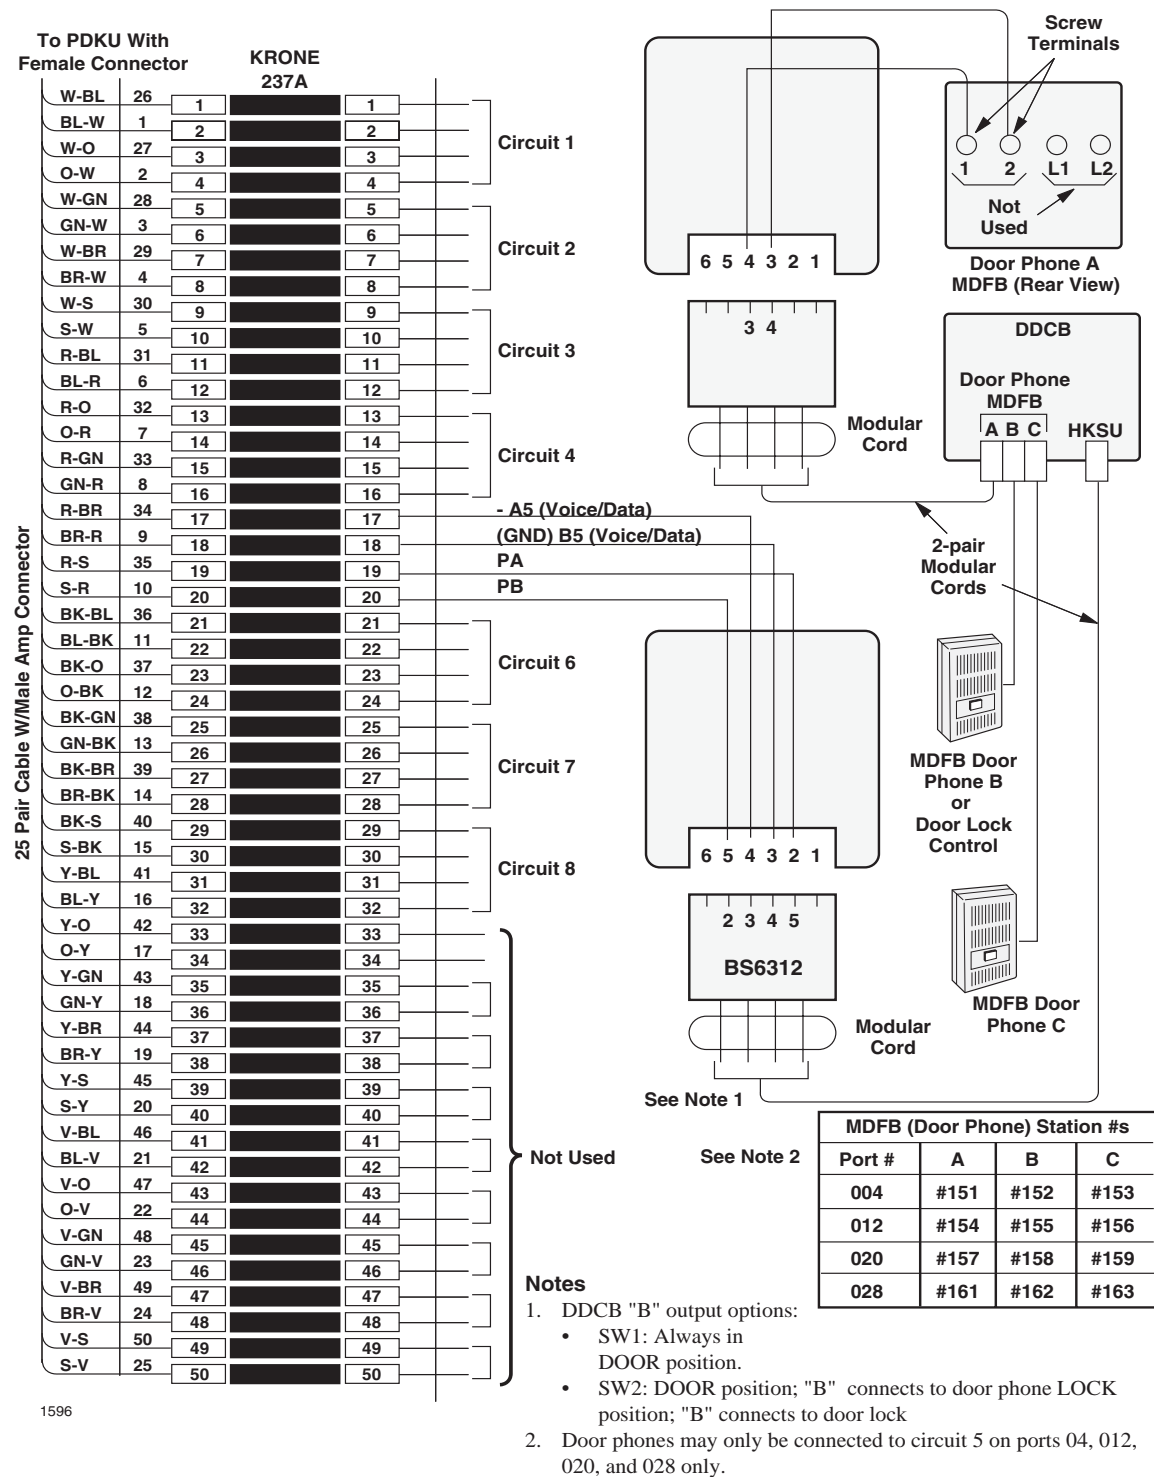 To PDKU With
Female Connector
KRONE
237A
25 Pair Cable W/Male Amp Connector
W-BL 26 1 1
BL-W 1 2 2
W-O 27 3 3
O-W 2 4 4
Circuit 1
W-GN 28 5 5
GN-W 3 6 6
W-BR 29 7 7
BR-W 4 8 8
Circuit 2
W-S 30 9 9
S-W 5 10 10
R-BL 31 11 11
BL-R 6 12 12
Circuit 3
R-O 32 13 13
O-R 7 14 14
R-GN 33 15 15
GN-R 8 16 16
Circuit 4
R-BR 34 17 17 - A5 (Voice/Data)
BR-R 9 18 18 (GND) B5 (Voice/Data)
R-S 35 19 19 PA
S-R 10 20 20 PB
BK-BL 36 21 21
BL-BK 11 22 22
BK-O 37 23 23
O-BK 12 24 24
Circuit 6
BK-GN 38 25 25
GN-BK 13 26 26
BK-BR 39 27 27
BR-BK 14 28 28
Circuit 7
BK-S 40 29 29
S-BK 15 30 30
Y-BL 41 31 31
BL-Y 16 32 32
Circuit 8
Y-O 42 33 33
O-Y 17 34 34
Y-GN 43 35 35
GN-Y 18 36 36
Y-BR 44 37 37
BR-Y 19 38 38
Y-S 45 39 39
S-Y 20 40 40
V-BL 46 41 41
BL-V 21 42 42
V-O 47 43 43
O-V 22 44 44
V-GN 48 45 45
GN-V 23 46 46
V-BR 49 47 47
BR-V 24 48 48
V-S 50 49 49
S-V 25 50 50
Not Used
1596
Screw
Terminals
1 2 L1 L2
Not
Used
Door Phone A
MDFB (Rear View)
6 5 4 3 2 1
3 4
Modular
Cord
DDCB
Door Phone
MDFB
A B C HKSU
2-pair
Modular
Cords
MDFB Door
Phone B
or
Door Lock
Control
MDFB Door
Phone C
6 5 4 3 2 1
2 3 4 5
BS6312
Modular
Cord
See Note 1
See Note 2
MDFB (Door Phone) Station #s
Port # A B C
004 #151 #152 #153
012 #154 #155 #156
020 #157 #158 #159
028 #161 #162 #163
Notes
1. DDCB "B" output options:
• SW1: Always in
DOOR position.
• SW2: DOOR position; "B" connects to door phone LOCK
position; "B" connects to door lock
2. Door phones may only be connected to circuit 5 on ports 04, 012,
020, and 028 only.